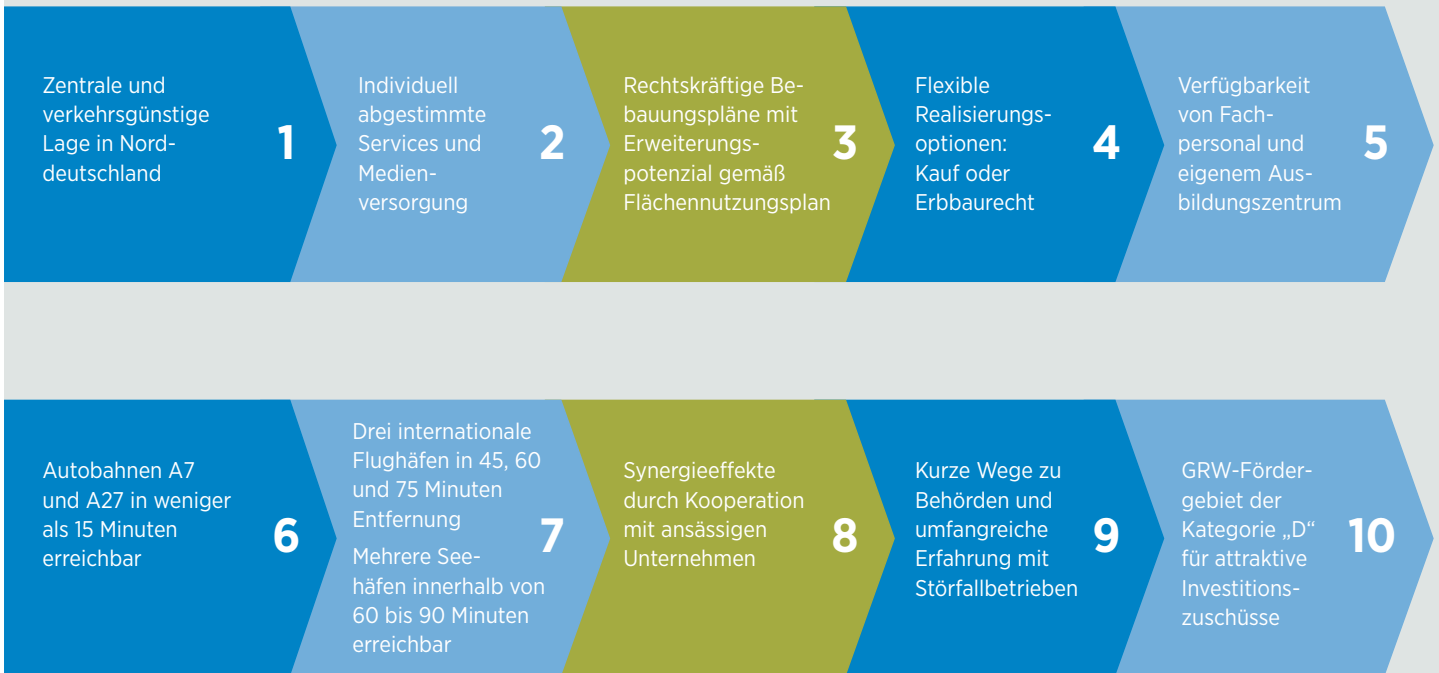 Zentrale und
verkehrsgünstige
Lage in Nord-
deutschland
1
Individuell
abgestimmte
Services und
Medien-
versorgung
2
Rechtskräftige Be-
bauungspläne mit
Erweiterungs-
potenzial gemäß
Flächennutzungsplan
3
Flexible
Realisierungs-
optionen:
Kauf oder
Erbbaurecht
4
Verfügbarkeit
von Fach-
personal und
eigenem Aus-
bildungszentrum
5
Autobahnen A7
und A27 in weniger
als 15 Minuten
erreichbar
6
Drei internationale
Flughäfen in 45, 60
und 75 Minuten
Entfernung
Mehrere See-
häfen innerhalb von
60 bis 90 Minuten
erreichbar
7
Synergieeffekte
durch Kooperation
mit ansässigen
Unternehmen
8
Kurze Wege zu
Behörden und
umfangreiche
Erfahrung mit
Störfallbetrieben
9
GRW-Förder-
gebiet der
Kategorie „D“
für attraktive
Investitions-
zuschüsse
10